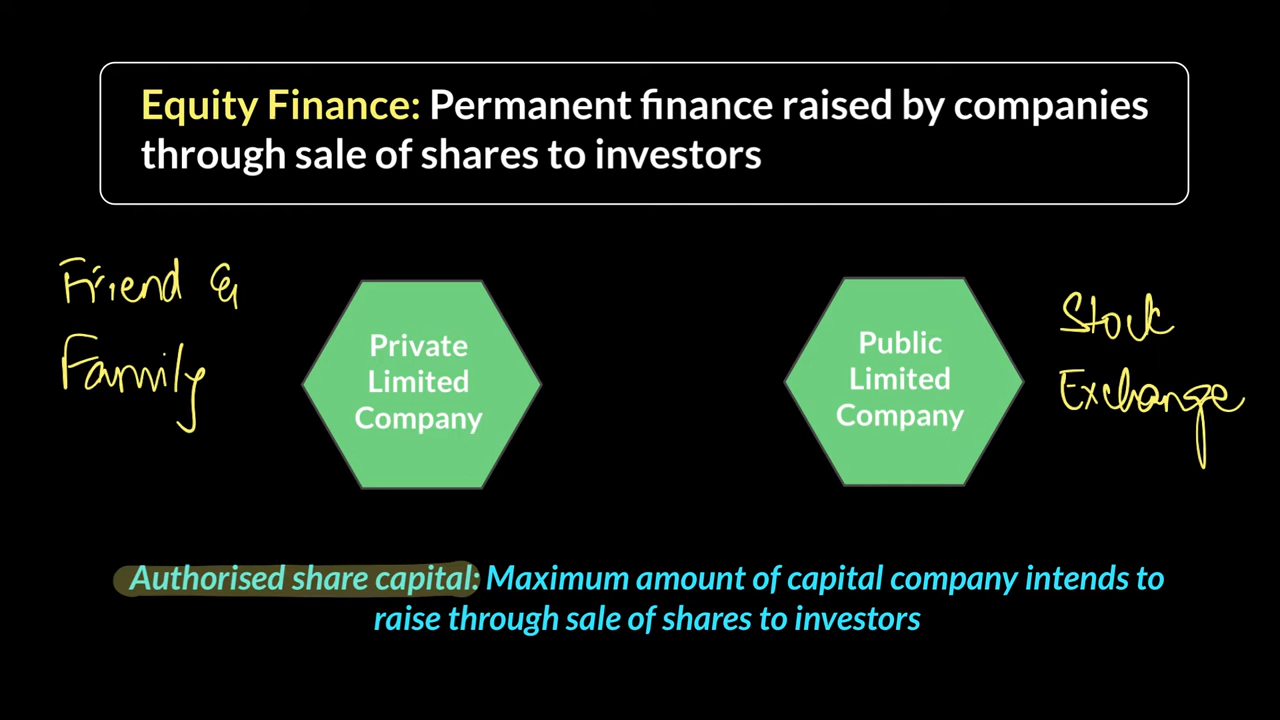 Equity Finance: Permanent finance raised by companies
through sale of shares to investors
Friend &
Family
Private
Limited
Company
Public
Limited
Company
Stock
Exchange
Authorised share capital: Maximum amount of capital company intends to
raise through sale of shares to investors